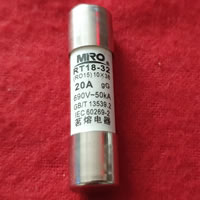 MIRO
RT18-32
(RO15) 10×38
20A gG
690V~50kA
GB/T 13539.2
IEC 60269-2
茗熔电器